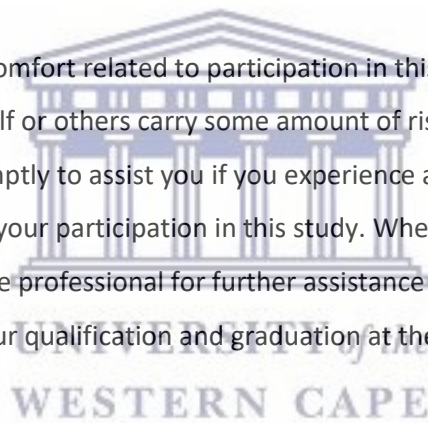 omfort related to participation in this
lf or others carry some amount of ris
nptly to assist you if you experience a
your participation in this study. Whe
e professional for further assistance
ur qualification and graduation at the
UNIVERSITY of the
WESTERN CAPE